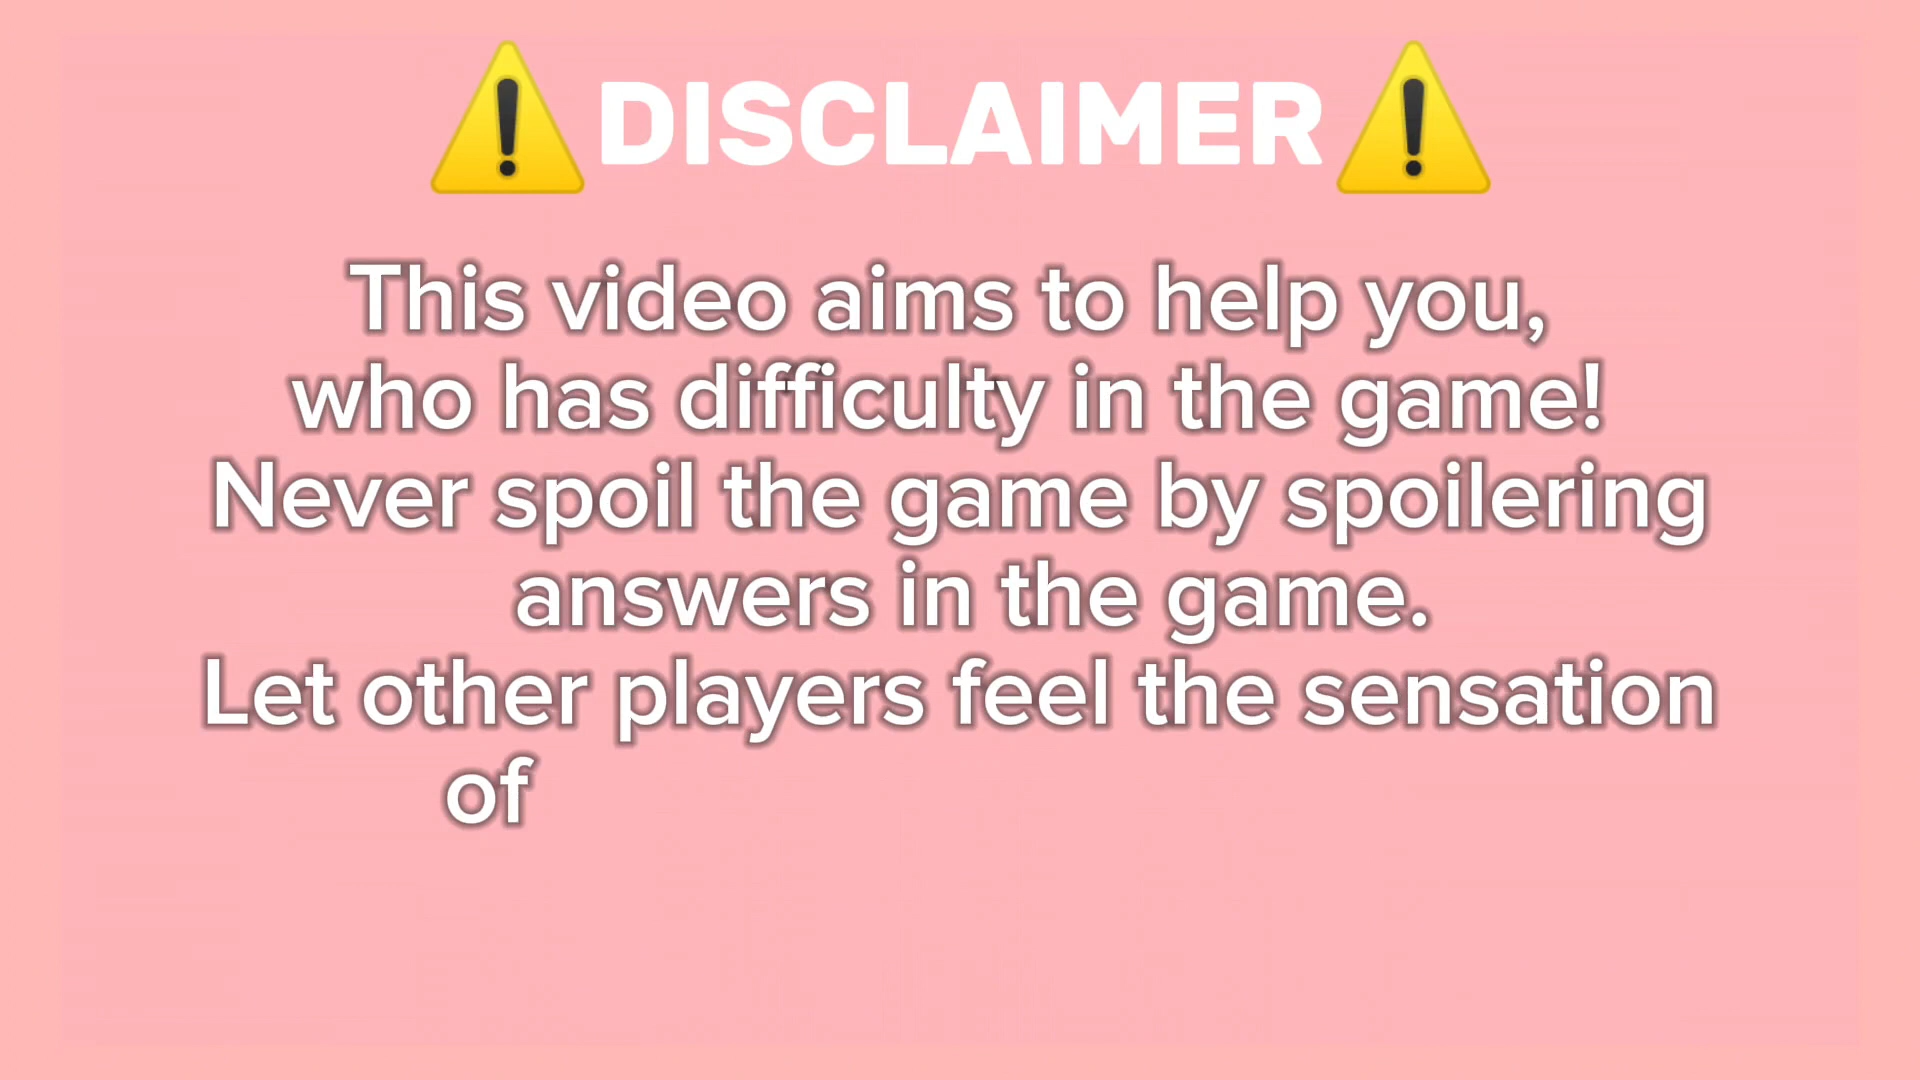 ⚠️DISCLAIMER⚠️
This video aims to help you,
who has difficulty in the game!
Never spoil the game by spoilering
answers in the game.
Let other players feel the sensation
of